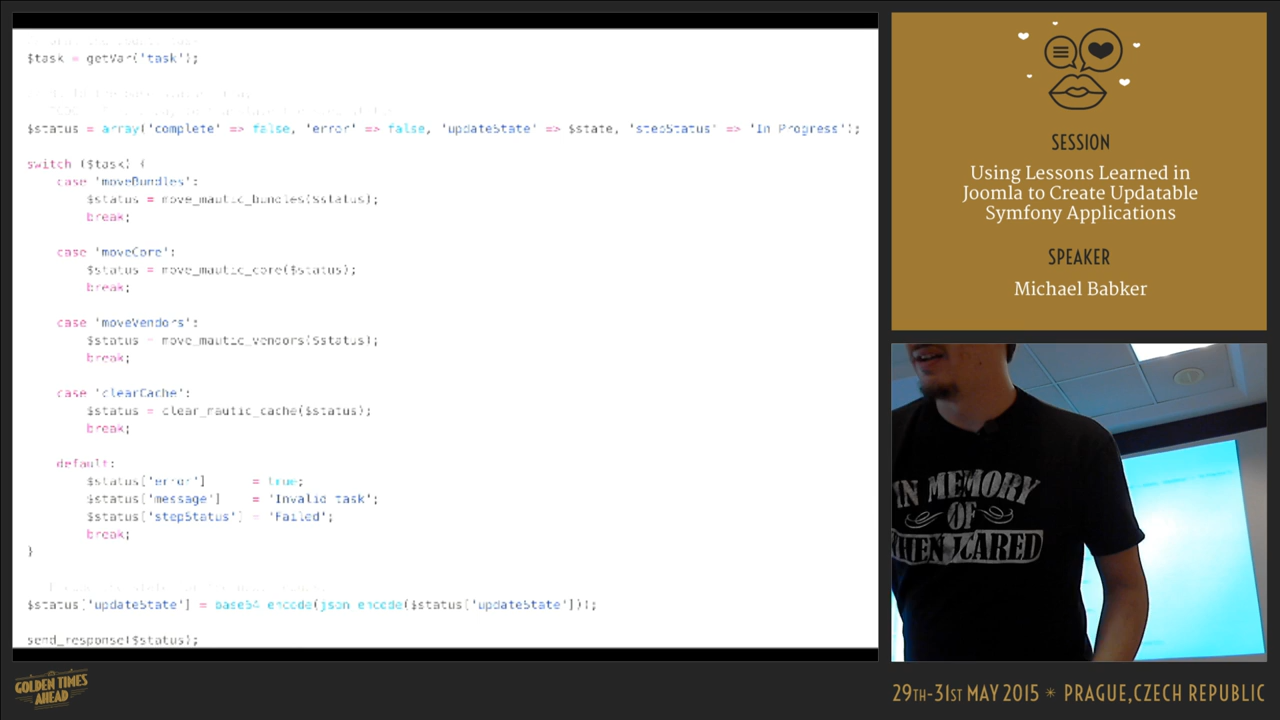 $task = getVar('task');
$status = array('complete' => false, 'error' => false, 'updateState' => $state, 'stepStatus' => 'In Progress');
switch ($task) {
case 'moveBundles':
$status = move_mautic_bundles($status);
break;
case 'moveCore':
$status = move_mautic_core($status);
break;
case 'moveVendors':
$status = move_mautic_vendors($status);
break;
case 'clearCache':
$status = clear_mautic_cache($status);
break;
default:
$status['error'] = true;
$status['message'] = 'Invalid task';
$status['stepStatus'] = 'Failed';
break;
}
$status['updateState'] = base64_encode(json_encode($status['updateState']));
send_response($status);
SESSION
Using Lessons Learned in
Joomla to Create Updatable
Symfony Applications
SPEAKER
Michael Babker
IN MEMORY
OF
WHEN I CARED
GOLDEN TIMES
AHEAD
29TH-31ST MAY 2015 * PRAGUE,CZECH REPUBLIC